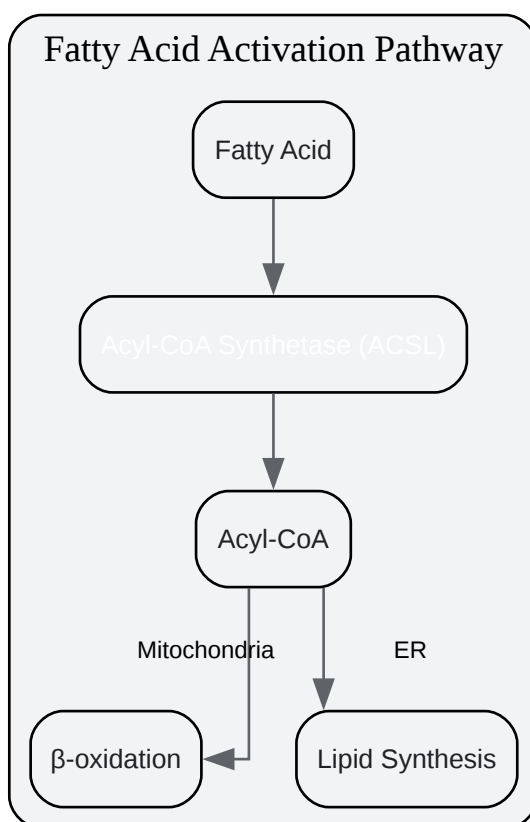 Fatty Acid Activation Pathway
Fatty Acid
Acyl-CoA Synthetase (ACSL)
Acyl-CoA
Mitochondria
ER
β-oxidation
Lipid Synthesis